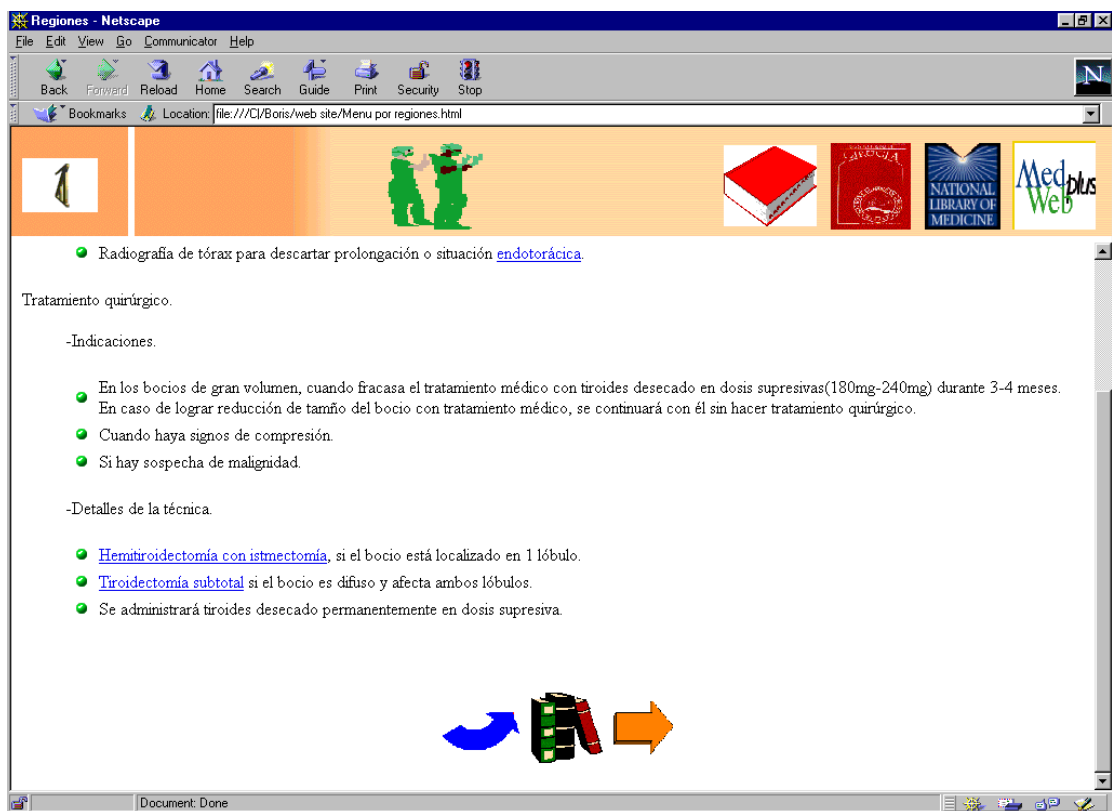 Regiones - Netscape
File Edit View Go Communicator Help
Back Forward Reload Home Search Guide Print Security Stop
N
Bookmarks Location: file:///C|/Boris/web site/Menu por regiones.html
CIRUGIA
NATIONAL
LIBRARY OF
MEDICINE
Med plus
Web
Radiografía de tórax para descartar prolongación o situación endotorácica.
Tratamiento quirúrgico.
-Indicaciones.
En los bocios de gran volumen, cuando fracasa el tratamiento médico con tiroides desecado en dosis supresivas(180mg-240mg) durante 3-4 meses.
En caso de lograr reducción de tamño del bocio con tratamiento médico, se continuará con él sin hacer tratamiento quirúrgico.
Cuando haya signos de compresión.
Si hay sospecha de malignidad.
-Detalles de la técnica.
Hemitiroidectomía con istmectomía, si el bocio está localizado en 1 lóbulo.
Tiroidectomía subtotal si el bocio es difuso y afecta ambos lóbulos.
Se administrará tiroides desecado permanentemente en dosis supresiva.
Document: Done